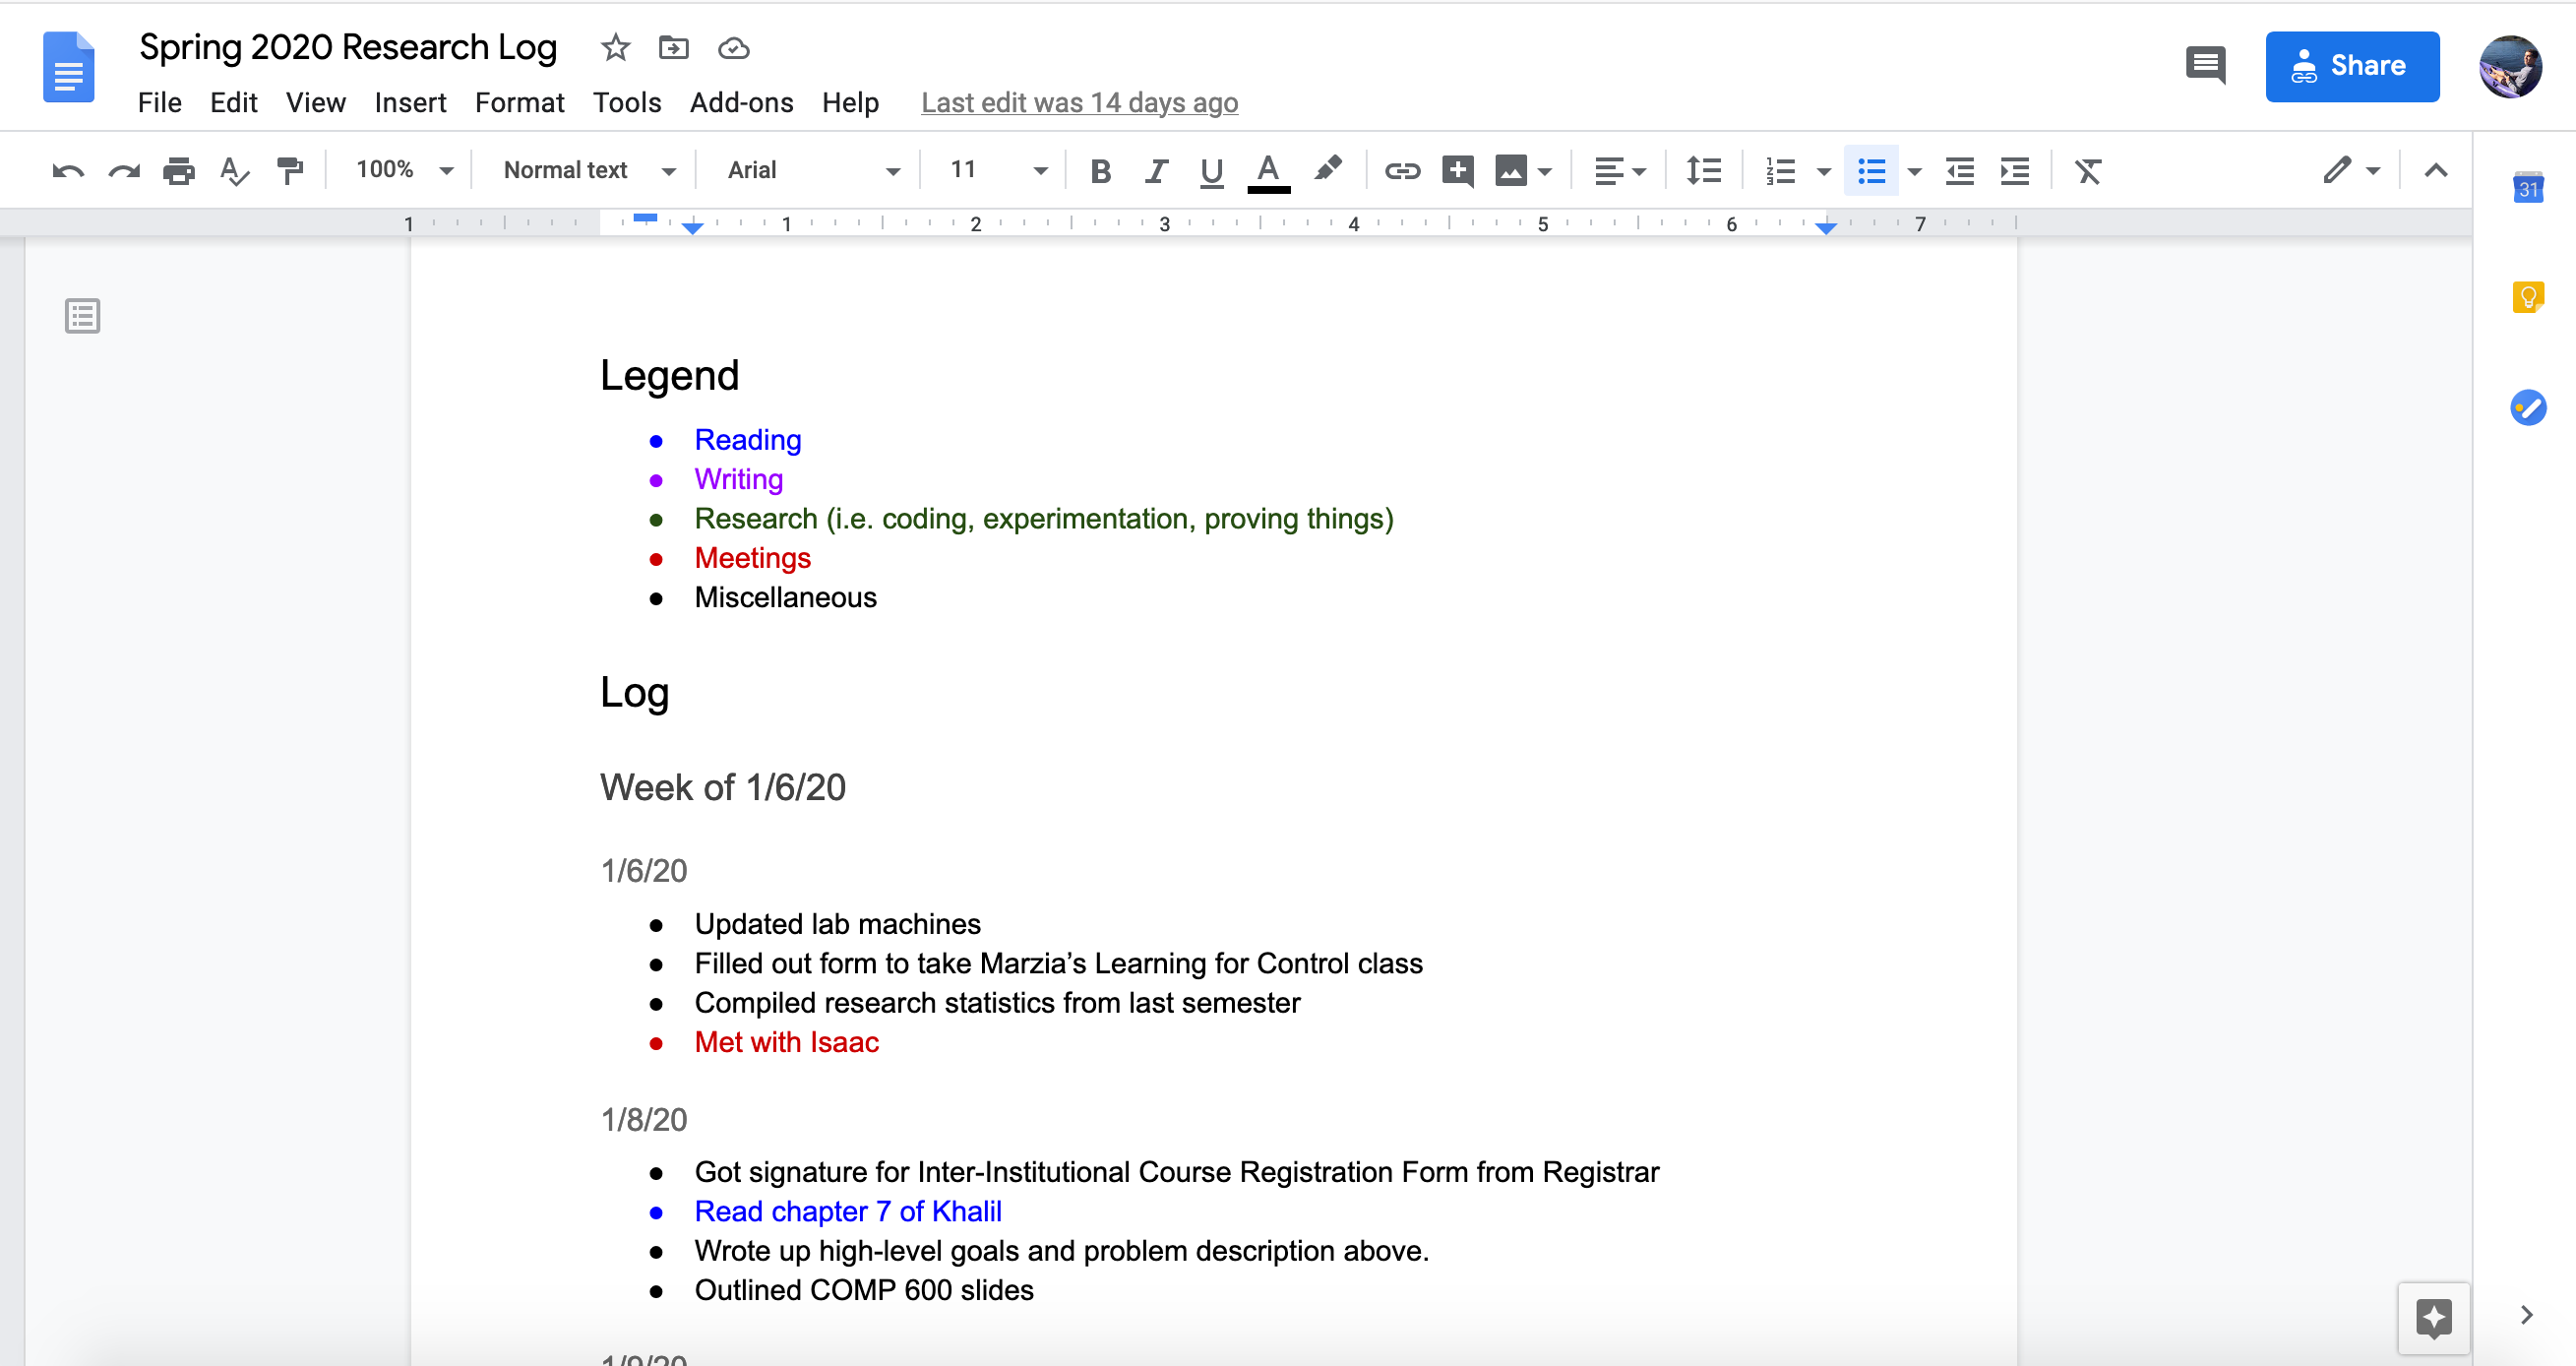 Spring 2020 Research Log
File Edit View Insert Format Tools Add-ons Help Last edit was 14 days ago
Share
100% Normal text Arial 11 B I U A
31
1 1 2 3 4 5 6 7
Legend
Reading
Writing
Research (i.e. coding, experimentation, proving things)
Meetings
Miscellaneous
Log
Week of 1/6/20
1/6/20
Updated lab machines
Filled out form to take Marzia’s Learning for Control class
Compiled research statistics from last semester
Met with Isaac
1/8/20
Got signature for Inter-Institutional Course Registration Form from Registrar
Read chapter 7 of Khalil
Wrote up high-level goals and problem description above.
Outlined COMP 600 slides
1/9/20